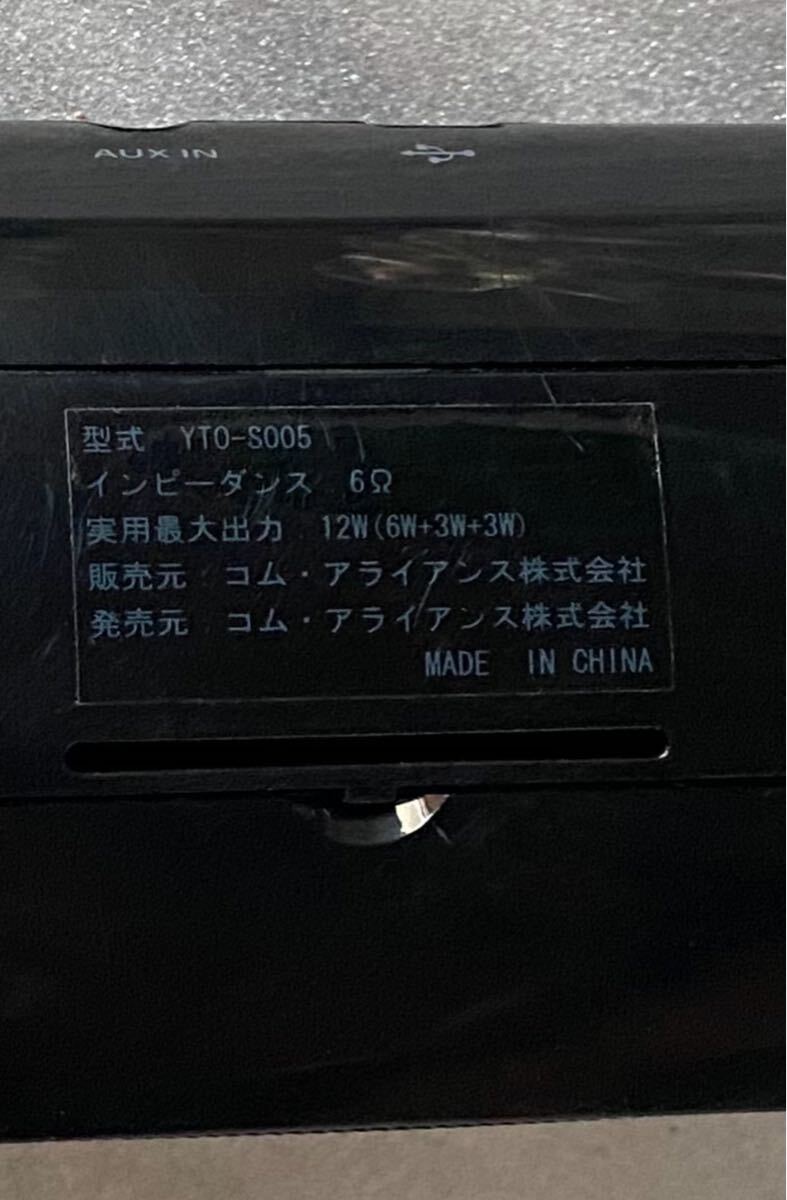 AUX IN
型式 YTO-S005
インピーダンス 6Ω
実用最大出力 12W(6W+3W+3W)
販売元 コム・アライアンス株式会社
発売元 コム・アライアンス株式会社
MADE IN CHINA